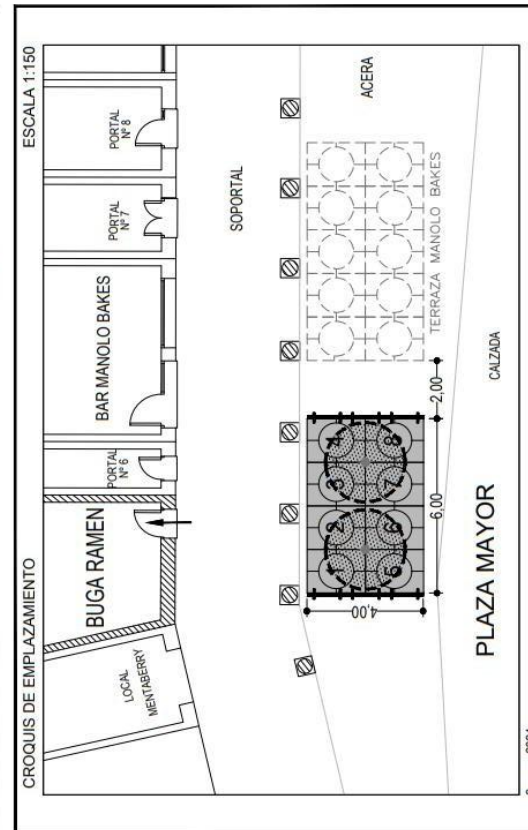 CROQUIS DE EMPLAZAMIENTO
ESCALA 1:150
LOCAL
MENTABERRY
BUGA RAMEN
PORTAL
Nº 6
BAR MANOLO BAKES
PORTAL
Nº 7
PORTAL
Nº 8
SOPORTAL
ACERA
4,00
1
2
3
4
5
6
7
8
6,00
2,00
TERRAZA MANOLO BAKES
CALZADA
PLAZA MAYOR